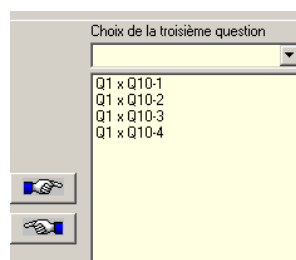 Choix de la troisième question
Q1 x Q10-1
Q1 x Q10-2
Q1 x Q10-3
Q1 x Q10-4